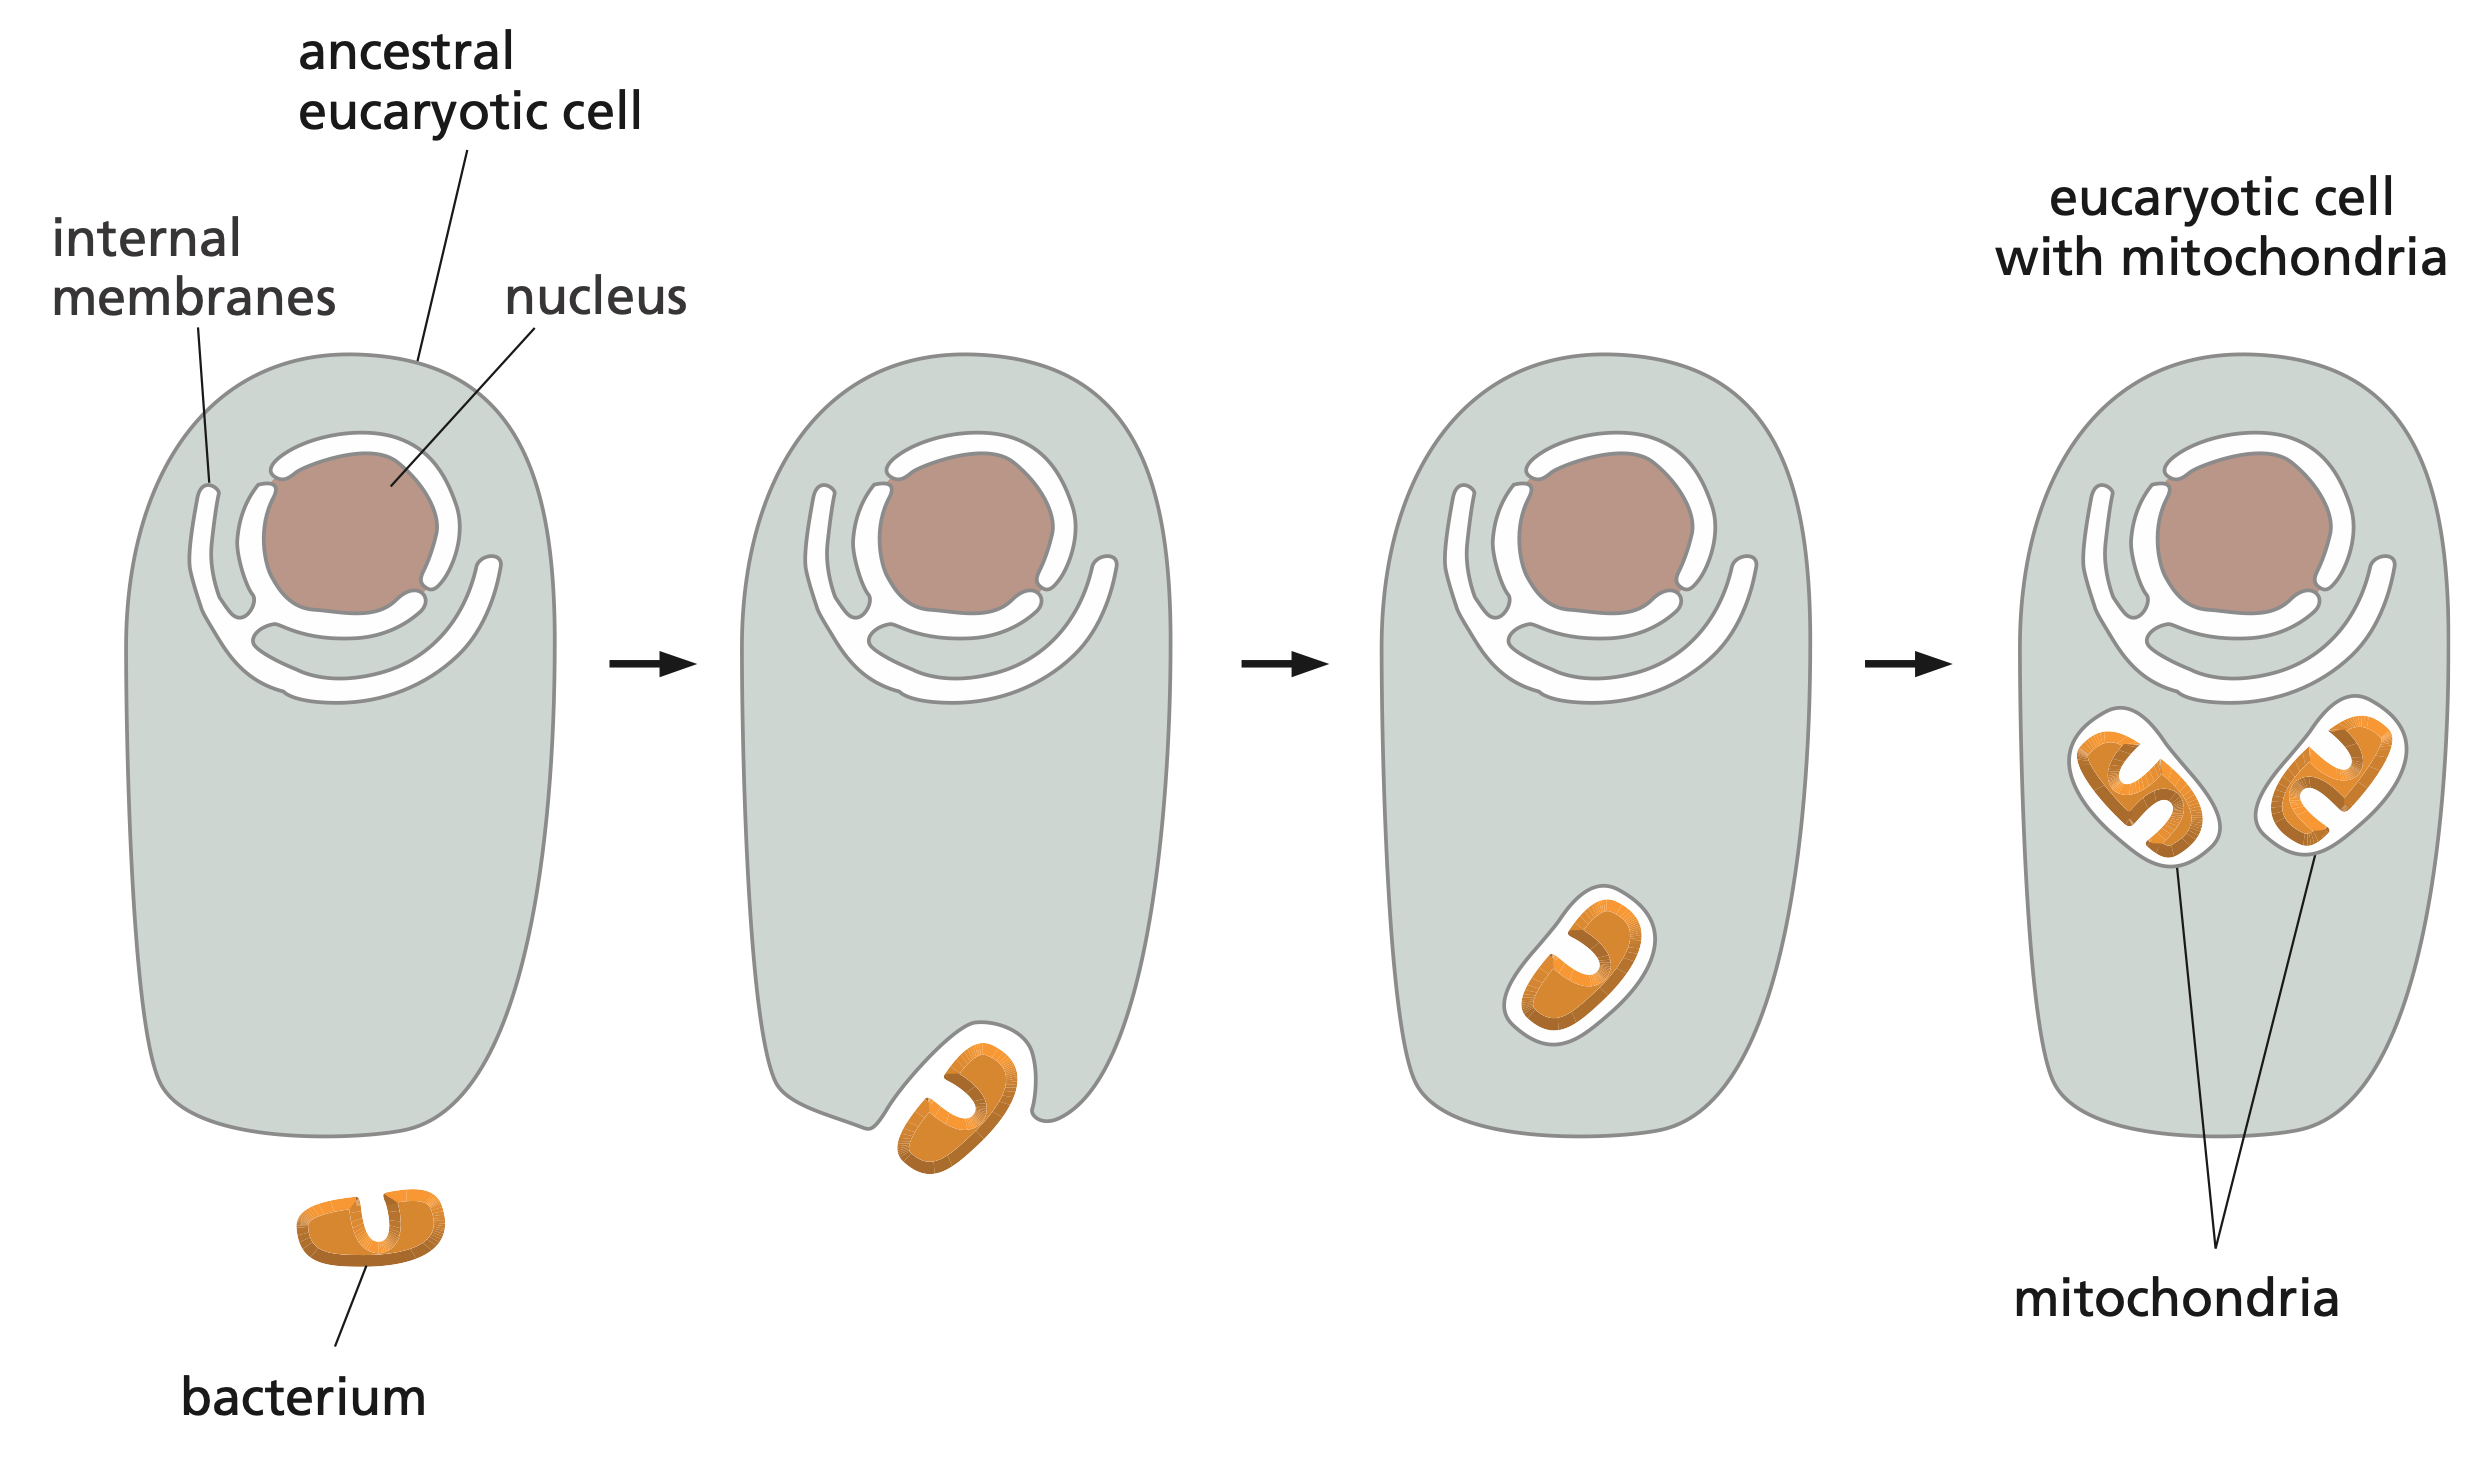 ancestral
eucaryotic cell
internal
membranes
nucleus
eucaryotic cell
with mitochondria
mitochondria
bacterium